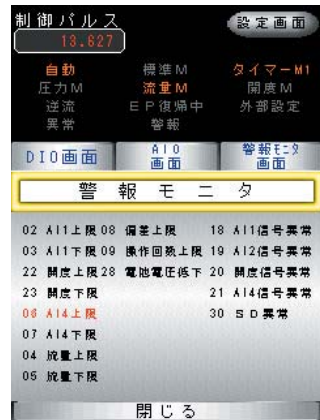 制御パルス 設定画面
13.627
自動 標準M タイマーM1
圧力M 流量M 開度M
逆流 EP復帰中 外部設定
異常 警報
DIO画面 AIO画面 警報モニタ画面
警報モニタ
02 AI1上限 08 偏差上限 18 AI1信号異常
03 AI1下限 09 操作回数上限 19 AI2信号異常
22 開度上限 28 電池電圧低下 20 開度信号異常
23 開度下限 21 AI4信号異常
06 AI4上限 30 SD異常
07 AI4下限
04 流量上限
05 流量下限
閉じる